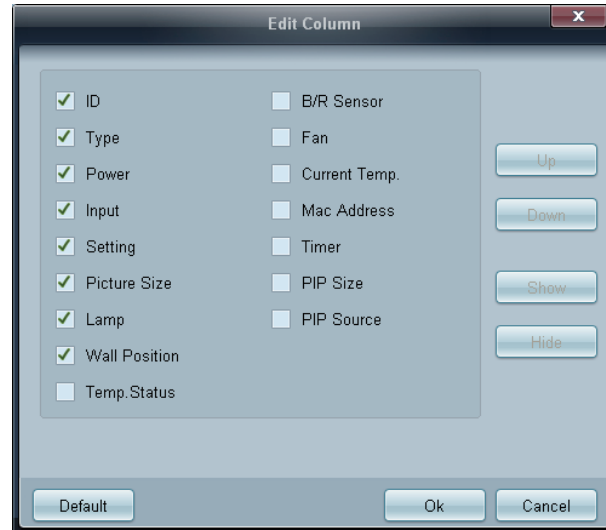 Edit Column
ID
Type
Power
Input
Setting
Picture Size
Lamp
Wall Position
Temp.Status
B/R Sensor
Fan
Current Temp.
Mac Address
Timer
PIP Size
PIP Source
Up
Down
Show
Hide
Default
Ok
Cancel